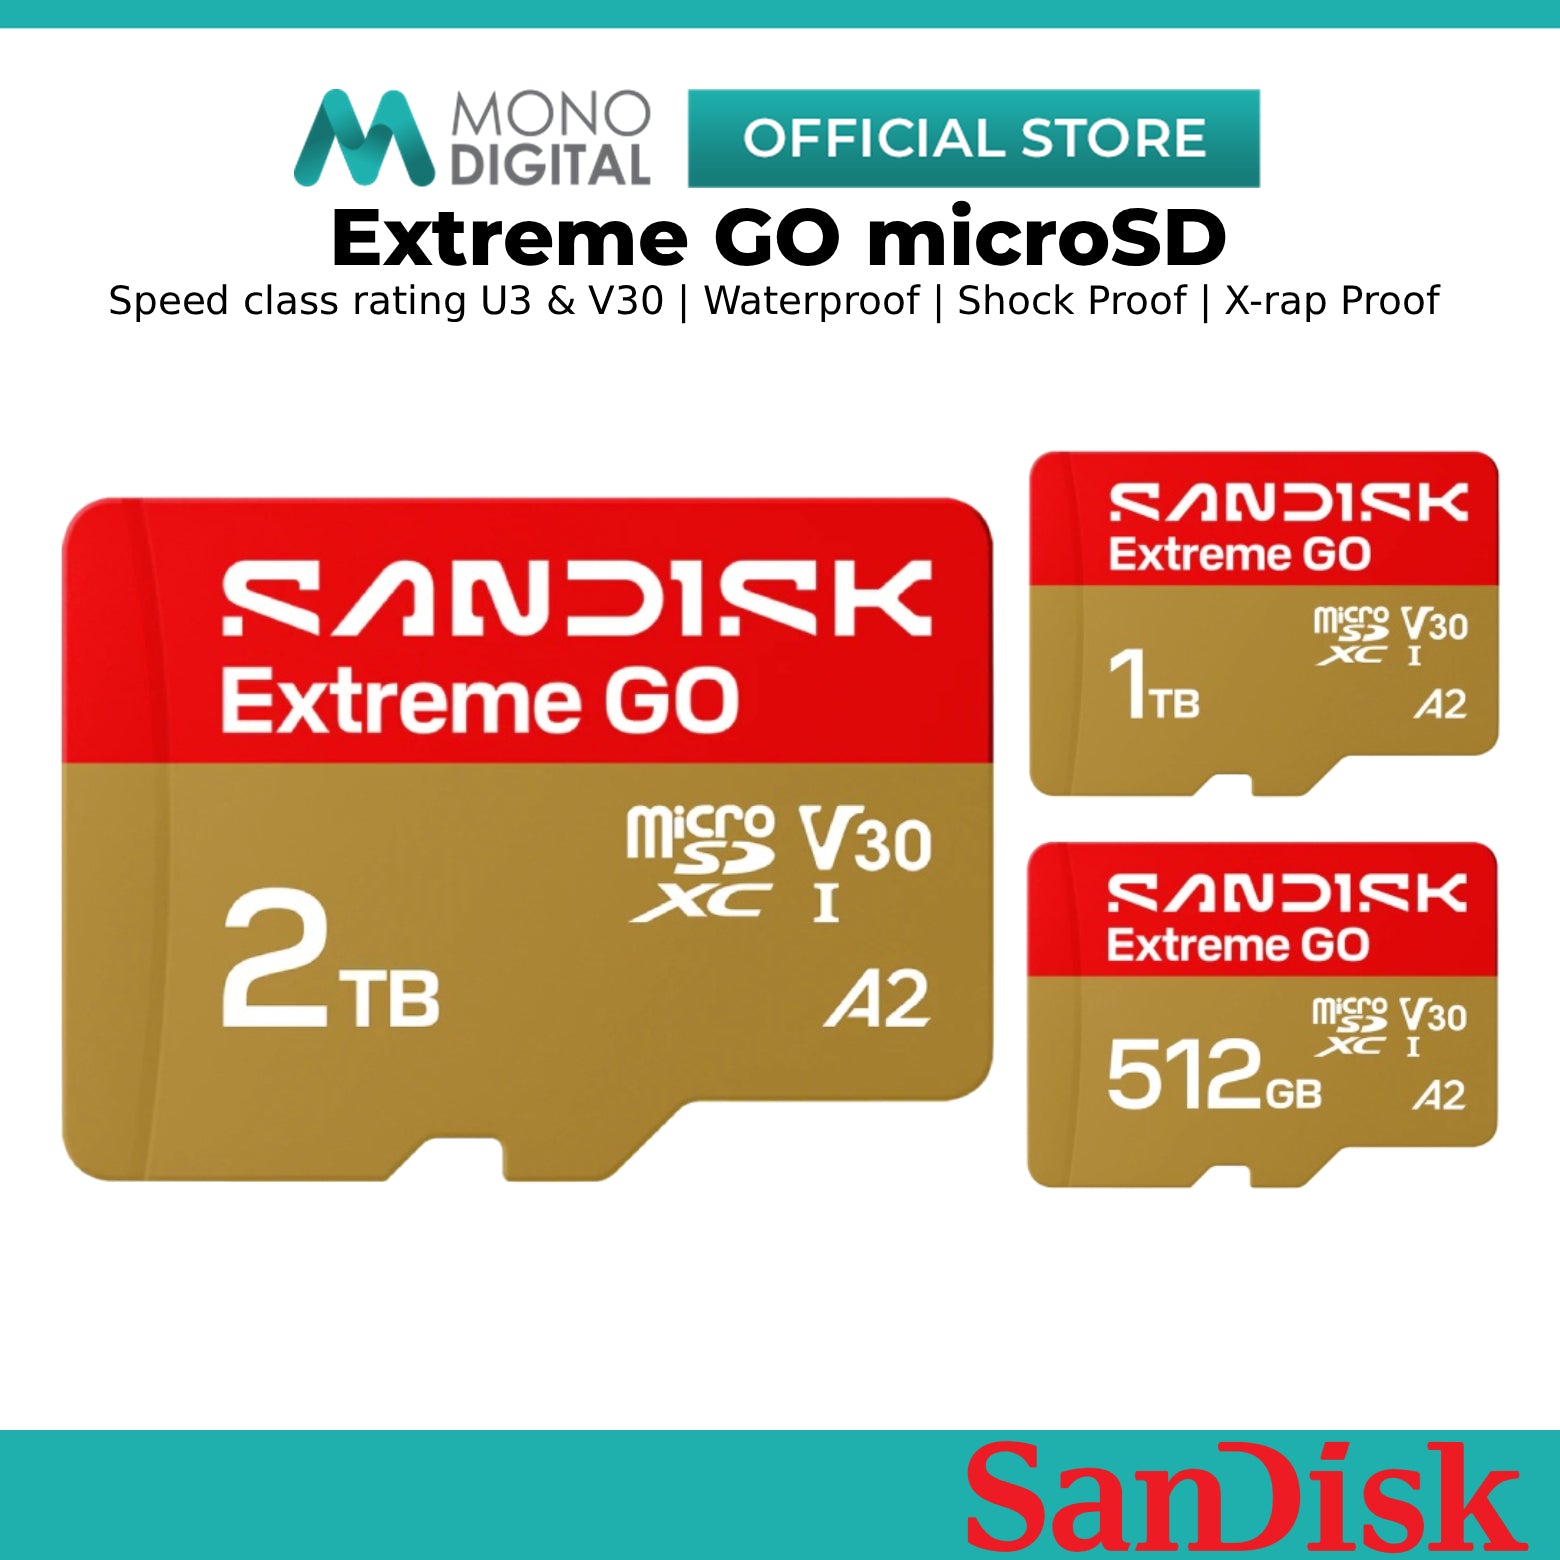 MONO
DIGITAL
OFFICIAL STORE
Extreme GO microSD
Speed class rating U3 & V30 | Waterproof | Shock Proof | X-rap Proof
SANDISK
Extreme GO
micro
SD
XC
V30
I
2TB
A2
SANDISK
Extreme GO
micro
SD
XC
V30
I
1TB
A2
SANDISK
Extreme GO
micro
SD
XC
V30
I
512GB
A2
SanDisk